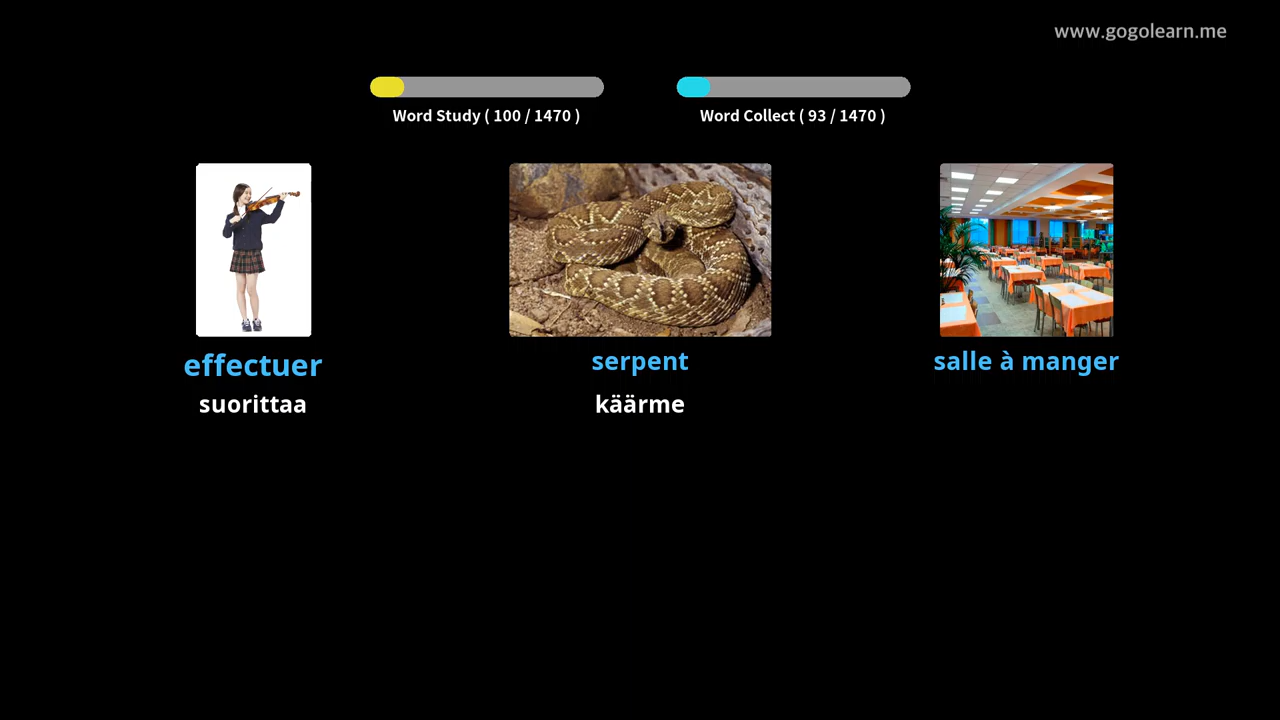 www.gogolearn.me
Word Study ( 100 / 1470 )
Word Collect ( 93 / 1470 )
effectuer
serpent
salle à manger
suorittaa
käärme